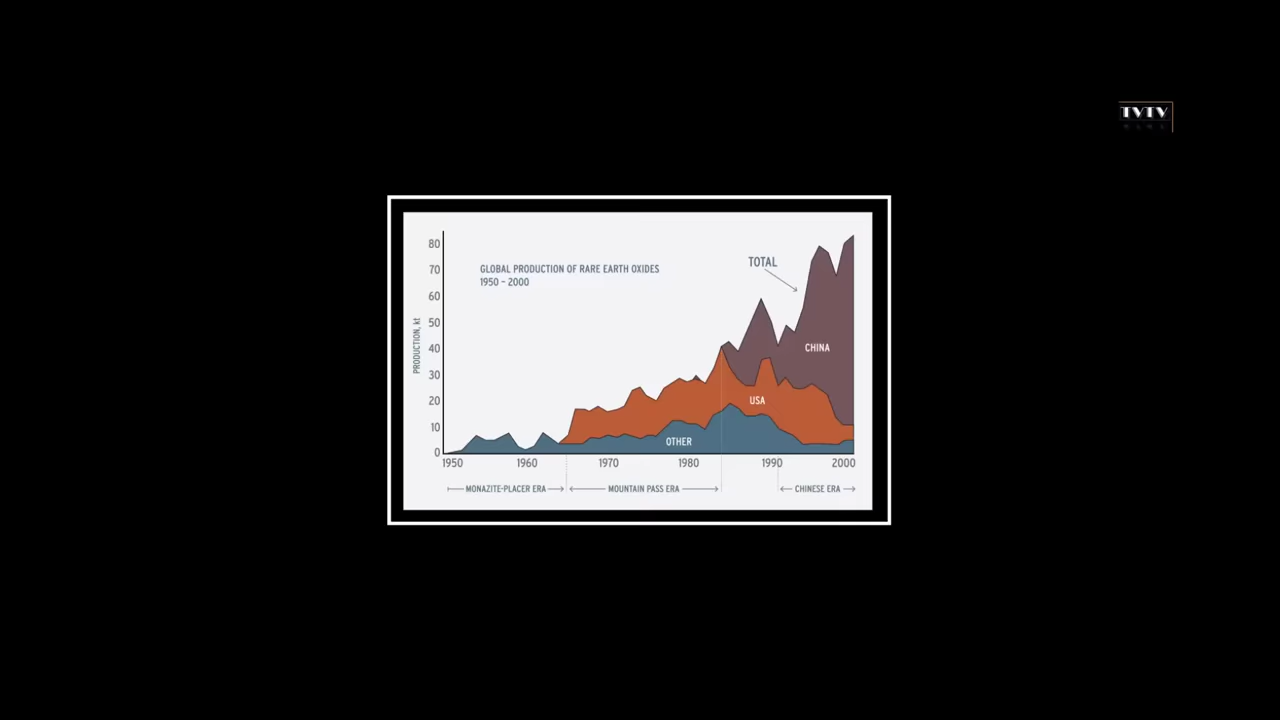 TVTV
GLOBAL PRODUCTION OF RARE EARTH OXIDES
1950 – 2000
TOTAL
CHINA
USA
OTHER
PRODUCTION, kt
80
70
60
50
40
30
20
10
0
1950 1960 1970 1980 1990 2000
MONAZITE-PLACER ERA MOUNTAIN PASS ERA CHINESE ERA